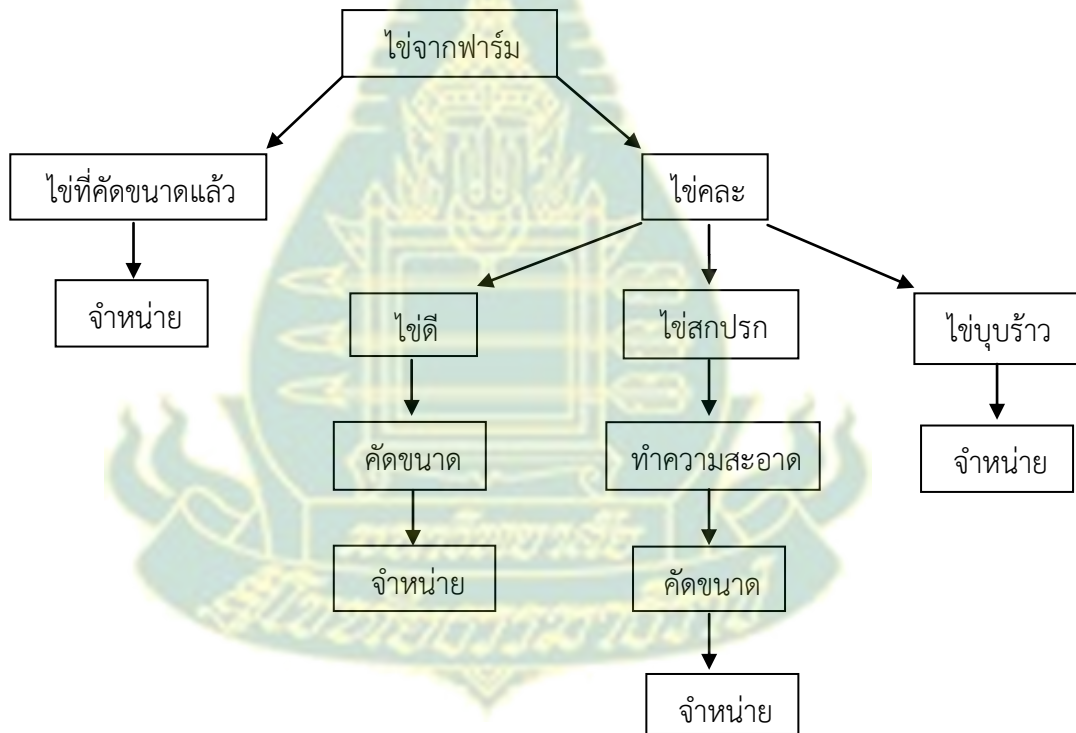 ไข่จากฟาร์ม
ไข่ที่คัดขนาดแล้ว
ไข่คละ
จำหน่าย
ไข่ดี
ไข่สกปรก
ไข่บุบร้าว
คัดขนาด
ทำความสะอาด
จำหน่าย
จำหน่าย
คัดขนาด
จำหน่าย